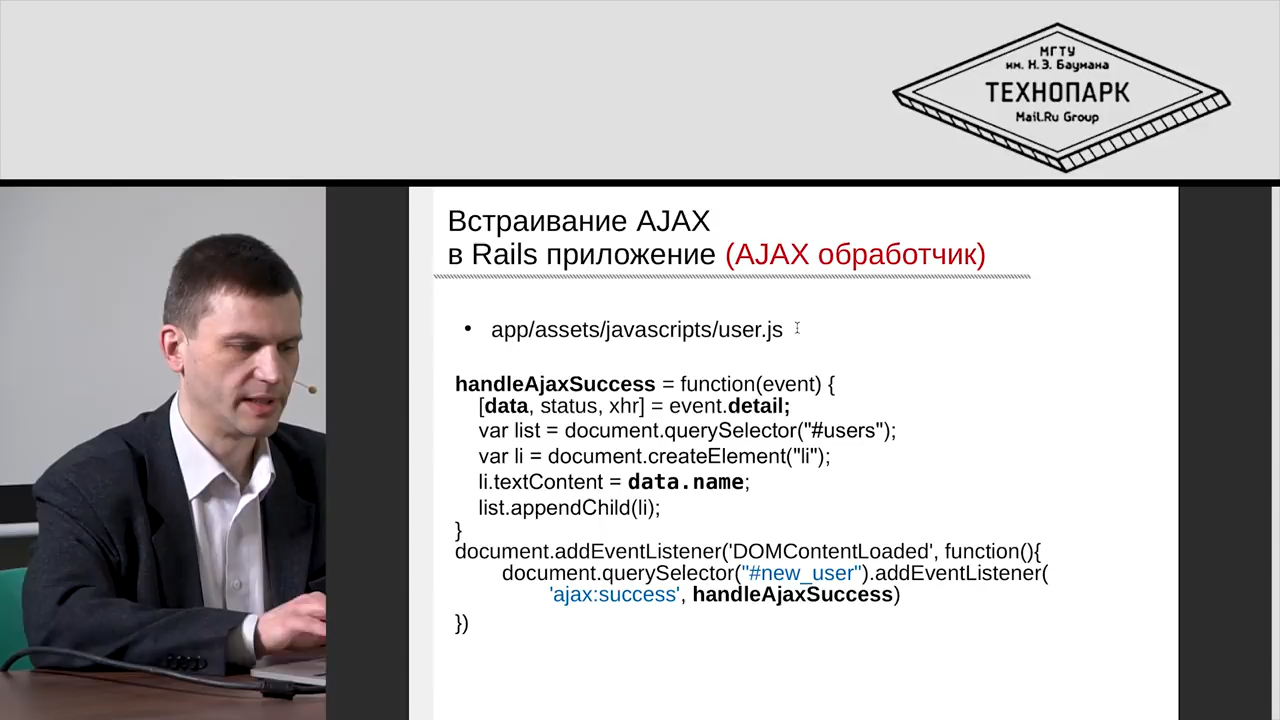 МГТУ
им. Н.Э. Баумана
ТЕХНОПАРК
Mail.Ru Group
Встраивание AJAX
в Rails приложение (AJAX обработчик)
• app/assets/javascripts/user.js
handleAjaxSuccess = function(event) {
[data, status, xhr] = event.detail;
var list = document.querySelector("#users");
var li = document.createElement("li");
li.textContent = data.name;
list.appendChild(li);
}
document.addEventListener('DOMContentLoaded', function(){
document.querySelector("#new_user").addEventListener(
'ajax:success', handleAjaxSuccess)
})